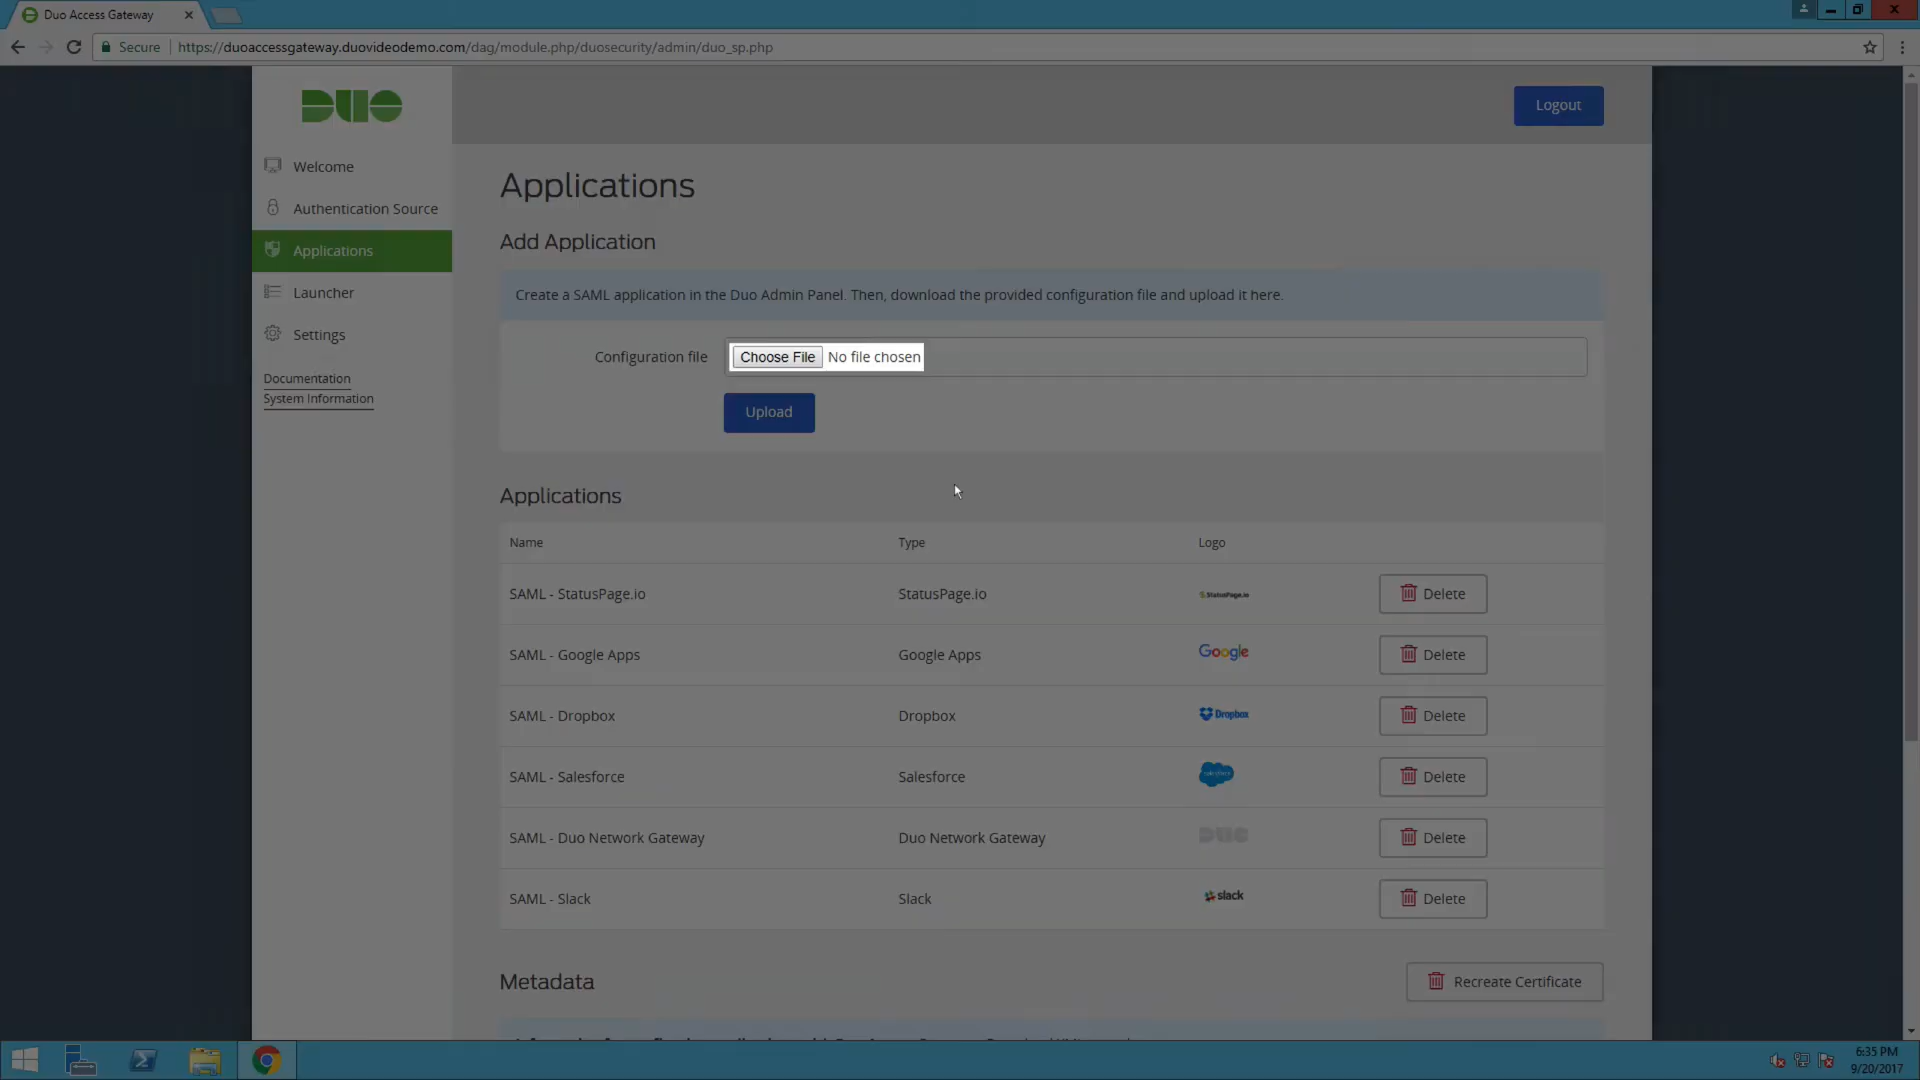 Duo Access Gateway
Secure
https://duoaccessgateway.duovideodemo.com/dag/module.php/duosecurity/admin/duo_sp.php
DUO
Logout
Welcome
Authentication Source
Applications
Launcher
Settings
Documentation
System Information
Applications
Add Application
Create a SAML application in the Duo Admin Panel. Then, download the provided configuration file and upload it here.
Configuration file Choose File No file chosen
Upload
Applications
Name Type Logo
SAML - StatusPage.io StatusPage.io StatusPage.io Delete
SAML - Google Apps Google Apps Google Delete
SAML - Dropbox Dropbox Dropbox Delete
SAML - Salesforce Salesforce salesforce Delete
SAML - Duo Network Gateway Duo Network Gateway DUO Delete
SAML - Slack Slack slack Delete
Metadata Recreate Certificate
6:35 PM
9/20/2017